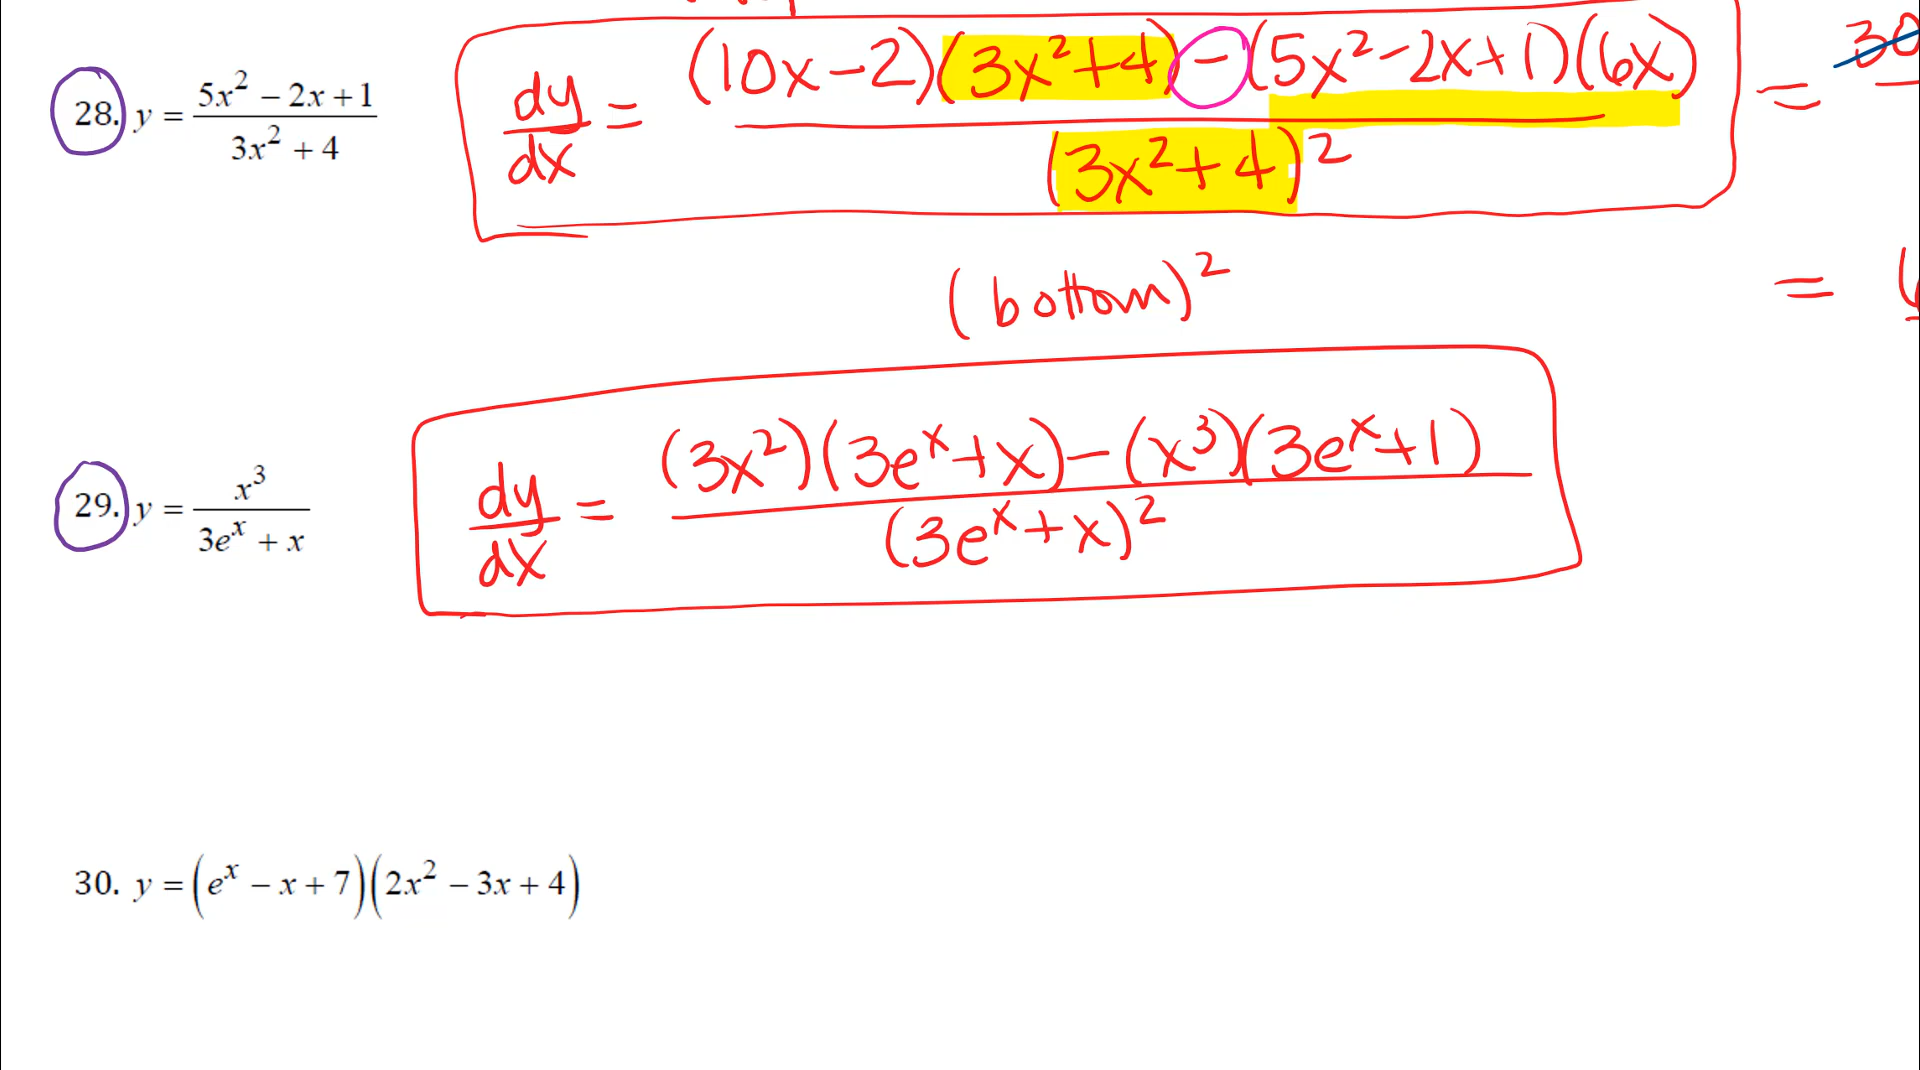 28. y = (5x² − 2x + 1)/(3x² + 4)
dy/dx = ((10x−2)(3x²+4) − (5x²−2x+1)(6x))/(3x²+4)² = 30
(bottom)²
=
29. y = x³/(3eˣ + x)
dy/dx = ((3x²)(3eˣ+x) − (x³)(3eˣ+1))/(3eˣ+x)²
30. y = (eˣ − x + 7)(2x² − 3x + 4)